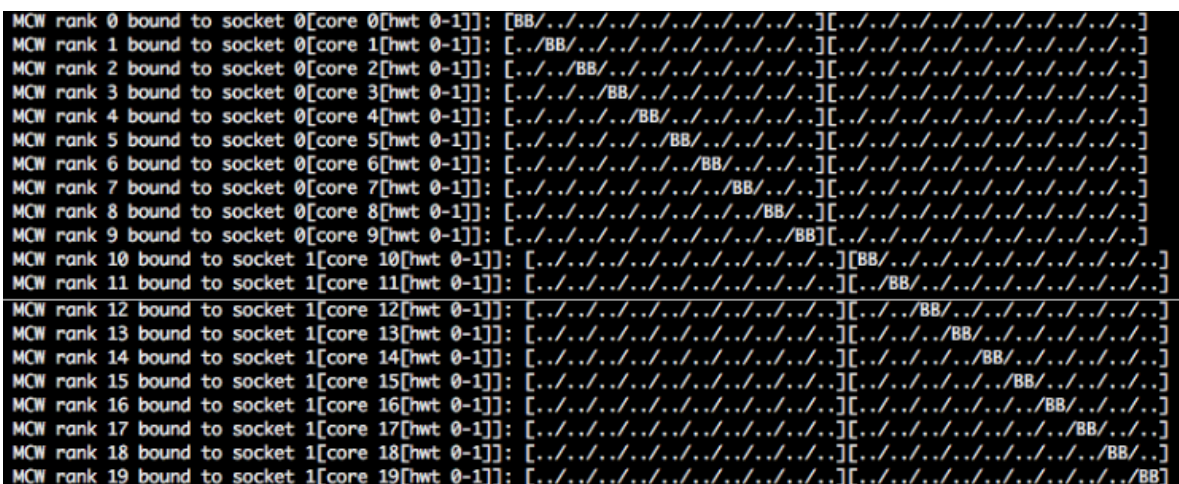 MCW rank 0 bound to socket 0[core 0[hwt 0-1]]: [BB/../../../../../../../../..][../../../../../../../../../..]
MCW rank 1 bound to socket 0[core 1[hwt 0-1]]: [../BB/../../../../../../../..][../../../../../../../../../..]
MCW rank 2 bound to socket 0[core 2[hwt 0-1]]: [../../BB/../../../../../../..][../../../../../../../../../..]
MCW rank 3 bound to socket 0[core 3[hwt 0-1]]: [../../../BB/../../../../../..][../../../../../../../../../..]
MCW rank 4 bound to socket 0[core 4[hwt 0-1]]: [../../../../BB/../../../../..][../../../../../../../../../..]
MCW rank 5 bound to socket 0[core 5[hwt 0-1]]: [../../../../../BB/../../../..][../../../../../../../../../..]
MCW rank 6 bound to socket 0[core 6[hwt 0-1]]: [../../../../../../BB/../../..][../../../../../../../../../..]
MCW rank 7 bound to socket 0[core 7[hwt 0-1]]: [../../../../../../../BB/../..][../../../../../../../../../..]
MCW rank 8 bound to socket 0[core 8[hwt 0-1]]: [../../../../../../../../BB/..][../../../../../../../../../..]
MCW rank 9 bound to socket 0[core 9[hwt 0-1]]: [../../../../../../../../../BB][../../../../../../../../../..]
MCW rank 10 bound to socket 1[core 10[hwt 0-1]]: [../../../../../../../../../..][BB/../../../../../../../../..]
MCW rank 11 bound to socket 1[core 11[hwt 0-1]]: [../../../../../../../../../..][../BB/../../../../../../../..]
MCW rank 12 bound to socket 1[core 12[hwt 0-1]]: [../../../../../../../../../..][../../BB/../../../../../../..]
MCW rank 13 bound to socket 1[core 13[hwt 0-1]]: [../../../../../../../../../..][../../../BB/../../../../../..]
MCW rank 14 bound to socket 1[core 14[hwt 0-1]]: [../../../../../../../../../..][../../../../BB/../../../../..]
MCW rank 15 bound to socket 1[core 15[hwt 0-1]]: [../../../../../../../../../..][../../../../../BB/../../../..]
MCW rank 16 bound to socket 1[core 16[hwt 0-1]]: [../../../../../../../../../..][../../../../../../BB/../../..]
MCW rank 17 bound to socket 1[core 17[hwt 0-1]]: [../../../../../../../../../..][../../../../../../../BB/../..]
MCW rank 18 bound to socket 1[core 18[hwt 0-1]]: [../../../../../../../../../..][../../../../../../../../BB/..]
MCW rank 19 bound to socket 1[core 19[hwt 0-1]]: [../../../../../../../../../..][../../../../../../../../../BB]